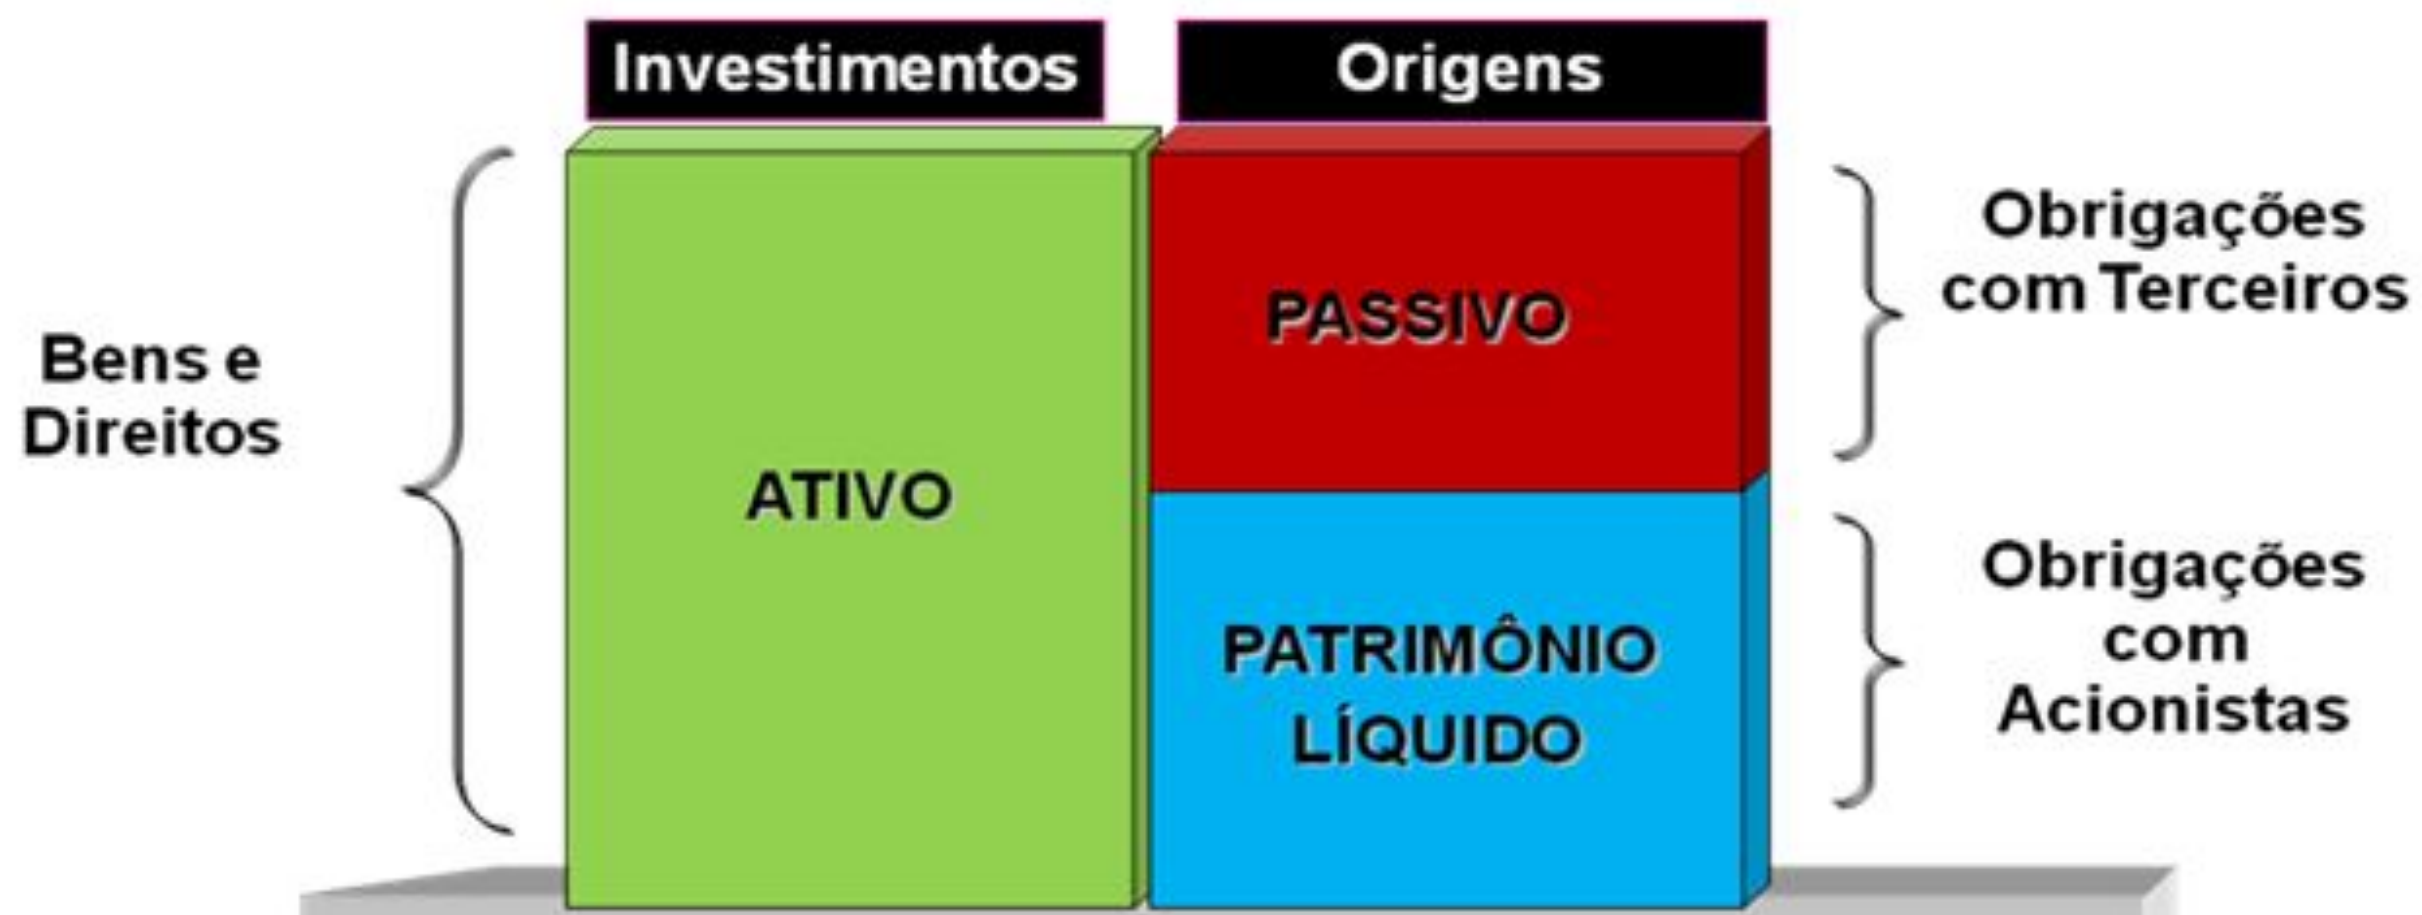 Investimentos
Origens
Bens e
Direitos
ATIVO
PASSIVO
PATRIMÔNIO
LÍQUIDO
Obrigações
com Terceiros
Obrigações
com
Acionistas